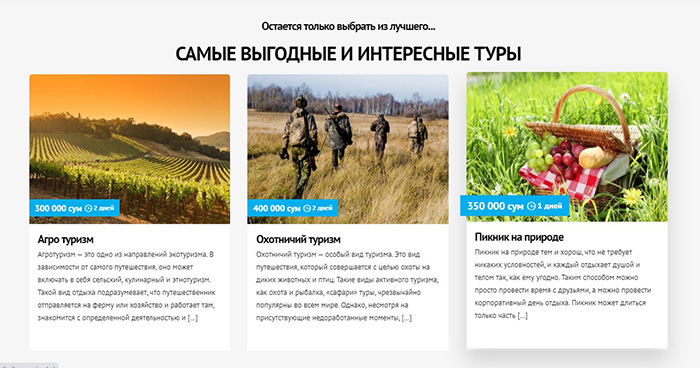 Остается только выбрать из лучшего...
САМЫЕ ВЫГОДНЫЕ И ИНТЕРЕСНЫЕ ТУРЫ
300 000 сум 2 дней
Агро туризм
Агротуризм — это одно из направлений экотуризма. В
зависимости от самого путешествия, оно может
включать в себя сельский, кулинарный и этнотуризм.
Такой вид отдыха подразумевает, что путешественник
отправляется на ферму или хозяйство и работает там,
знакомится с определенной деятельностью и [...]
400 000 сум 2 дней
Охотничий туризм
Охотничий туризм — особый вид туризма. Это вид
путешествия, который совершается с целью охоты на
диких животных и птиц. Такие виды активного туризма,
как охота и рыбалка, «сафари» туры, чрезвычайно
популярны во всем мире. Однако, несмотря на
присутствующие недоработанные моменты, [...]
350 000 сум 1 дней
Пикник на природе
Пикник на природе тем и хорош, что не требует
никаких условностей, и каждый отдыхает душой и
телом так, как ему угодно. Таким способом можно
просто провести время с друзьями, а можно провести
корпоративный день отдыха. Пикник может длиться
только часть [...]